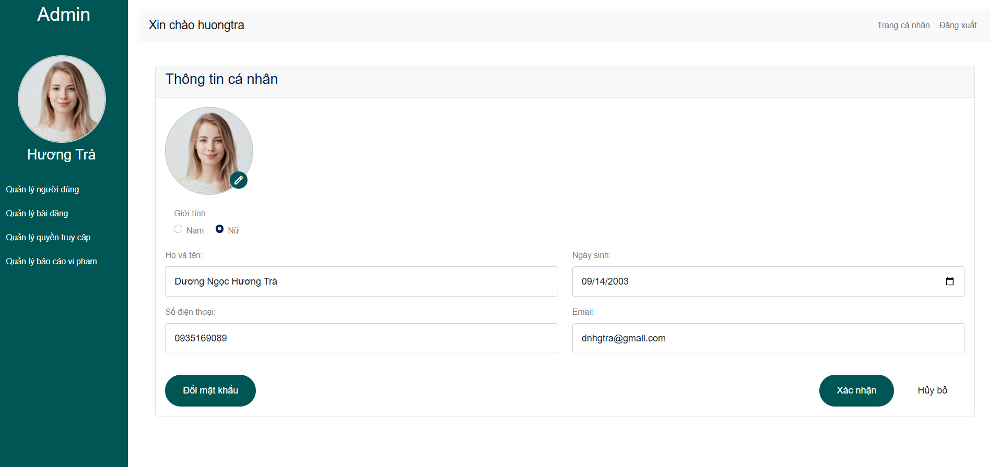 Admin
Hương Trà
Quản lý người dùng
Quản lý bài đăng
Quản lý quyền truy cập
Quản lý báo cáo vi phạm
Xin chào huongtra
Trang cá nhân Đăng xuất
Thông tin cá nhân
Giới tính:
Nam Nữ
Họ và tên:
Dương Ngọc Hương Trà
Ngày sinh:
09/14/2003
Số điện thoại:
0935169089
Email:
dnhgtra@gmail.com
Đổi mật khẩu
Xác nhận
Hủy bỏ